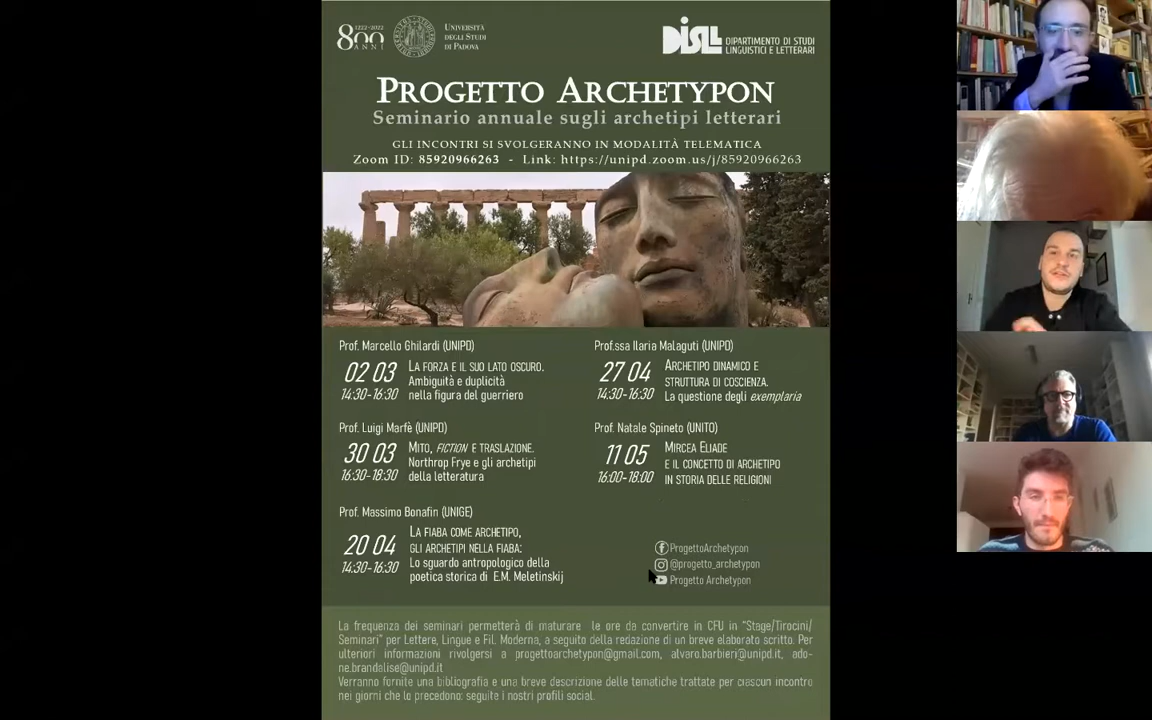 1222-2022
800
ANNI
UNIVERSITÀ
DEGLI STUDI
DI PADOVA
DiSLL DIPARTIMENTO DI STUDI
LINGUISTICI E LETTERARI
PROGETTO ARCHETYPON
Seminario annuale sugli archetipi letterari
GLI INCONTRI SI SVOLGERANNO IN MODALITÀ TELEMATICA
Zoom ID: 85920966263 - Link: https://unipd.zoom.us/j/85920966263
Prof. Marcello Ghilardi (UNIPD)
02 03
14:30-16:30
LA FORZA E IL SUO LATO OSCURO.
Ambiguità e duplicità
nella figura del guerriero
Prof. Luigi Marfè (UNIPD)
30 03
16:30-18:30
MITO, FICTION E TRASLAZIONE.
Northrop Frye e gli archetipi
della letteratura
Prof. Massimo Bonafin (UNIGE)
20 04
14:30-16:30
LA FIABA COME ARCHETIPO,
GLI ARCHETIPI NELLA FIABA:
Lo sguardo antropologico della
poetica storica di E.M. Meletinskij
Prof.ssa Ilaria Malaguti (UNIPD)
27 04
14:30-16:30
ARCHETIPO DINAMICO E
STRUTTURA DI COSCIENZA.
La questione degli exemplaria
Prof. Natale Spineto (UNITO)
11 05
16:00-18:00
MIRCEA ELIADE
E IL CONCETTO DI ARCHETIPO
IN STORIA DELLE RELIGIONI
ProgettoArchetypon
@progetto_archetypon
Progetto Archetypon
La frequenza dei seminari permetterà di maturare le ore da convertire in CFU in "Stage/Tirocini/
Seminari" per Lettere, Lingue e Fil. Moderna, a seguito della redazione di un breve elaborato scritto. Per
ulteriori informazioni rivolgersi a progettoarchetypon@gmail.com, alvaro.barbieri@unipd.it, ado-
ne.brandalise@unipd.it
Verranno fornite una bibliografia e una breve descrizione delle tematiche trattate per ciascun incontro
nei giorni che lo precedono: seguite i nostri profili social.